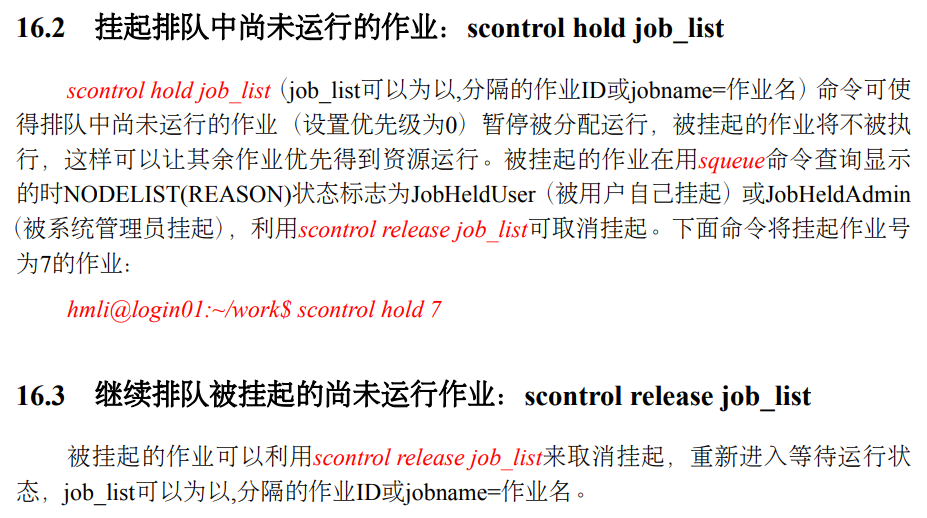 16.2 挂起排队中尚未运行的作业：scontrol hold job_list
scontrol hold job_list（job_list可以为以,分隔的作业ID或jobname=作业名）命令可使
得排队中尚未运行的作业（设置优先级为0）暂停被分配运行，被挂起的作业将不被执
行，这样可以让其余作业优先得到资源运行。被挂起的作业在用squeue命令查询显示
的时NODELIST(REASON)状态标志为JobHeldUser（被用户自己挂起）或JobHeldAdmin
（被系统管理员挂起），利用scontrol release job_list可取消挂起。下面命令将挂起作业号
为7的作业：
hmli@login01:~/work$ scontrol hold 7
16.3 继续排队被挂起的尚未运行作业：scontrol release job_list
被挂起的作业可以利用scontrol release job_list来取消挂起，重新进入等待运行状
态，job_list可以为以,分隔的作业ID或jobname=作业名。